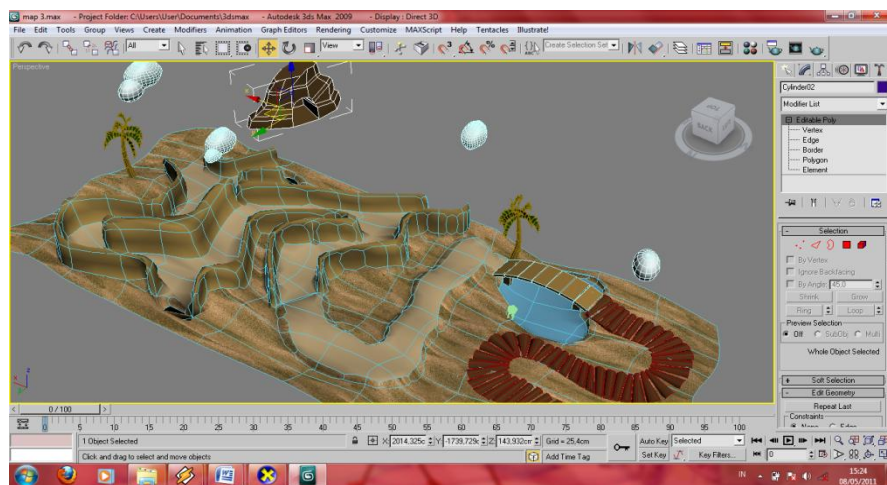 map 3.max - Project Folder: C:\Users\User\Documents\3dsmax - Autodesk 3ds Max 2009 - Display : Direct 3D
File Edit Tools Group Views Create Modifiers Animation Graph Editors Rendering Customize MAXScript Help Tentacles Illustrate!
All View Create Selection Set
Perspective
BACK
Cylinder02
Modifier List
Editable Poly
Vertex
Edge
Border
Polygon
Element
Selection
By Vertex
Ignore Backfacing
By Angle: 45,0
Shrink Grow
Ring Loop
Preview Selection
Off SubObj Multi
Whole Object Selected
Soft Selection
Edit Geometry
Repeat Last
Constraints
None Edge
z
x
0 / 100
0 5 10 15 20 25 30 35 40 45 50 55 60 65 70 75 80 85 90 95 100
1 Object Selected X: 2014,325c Y: -1739,729c Z: 143,932cm Grid = 25,4cm Auto Key Selected
Click and drag to select and move objects Add Time Tag Set Key Key Filters... 0
IN 15:24
08/05/2011